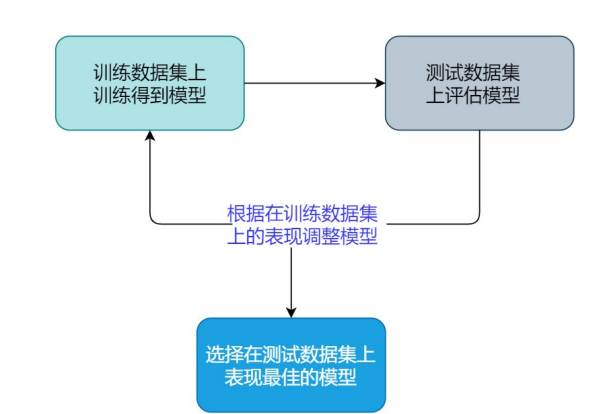 训练数据集上
训练得到模型
测试数据集
上评估模型
根据在训练数据集
上的表现调整模型
选择在测试数据集上
表现最佳的模型